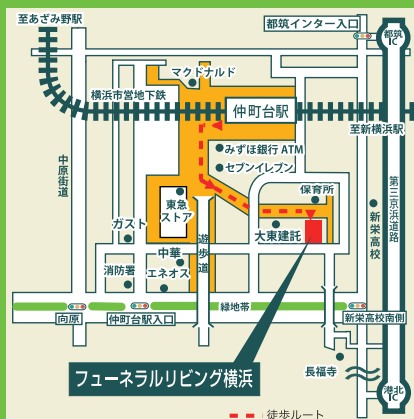 至あざみ野駅
都筑インター入口
都筑
IC
マクドナルド
横浜市営地下鉄
仲町台駅
至新横浜駅
みずほ銀行 ATM
セブンイレブン
中原街道
保育所
第三京浜道路
新栄高校
東急
ストア
ガスト
遊歩道
大東建託
中華
消防署
エネオス
緑地帯
向原
仲町台駅入口
新栄高校南側
長福寺
フューネラルリビング横浜
港北
IC
徒歩ルート